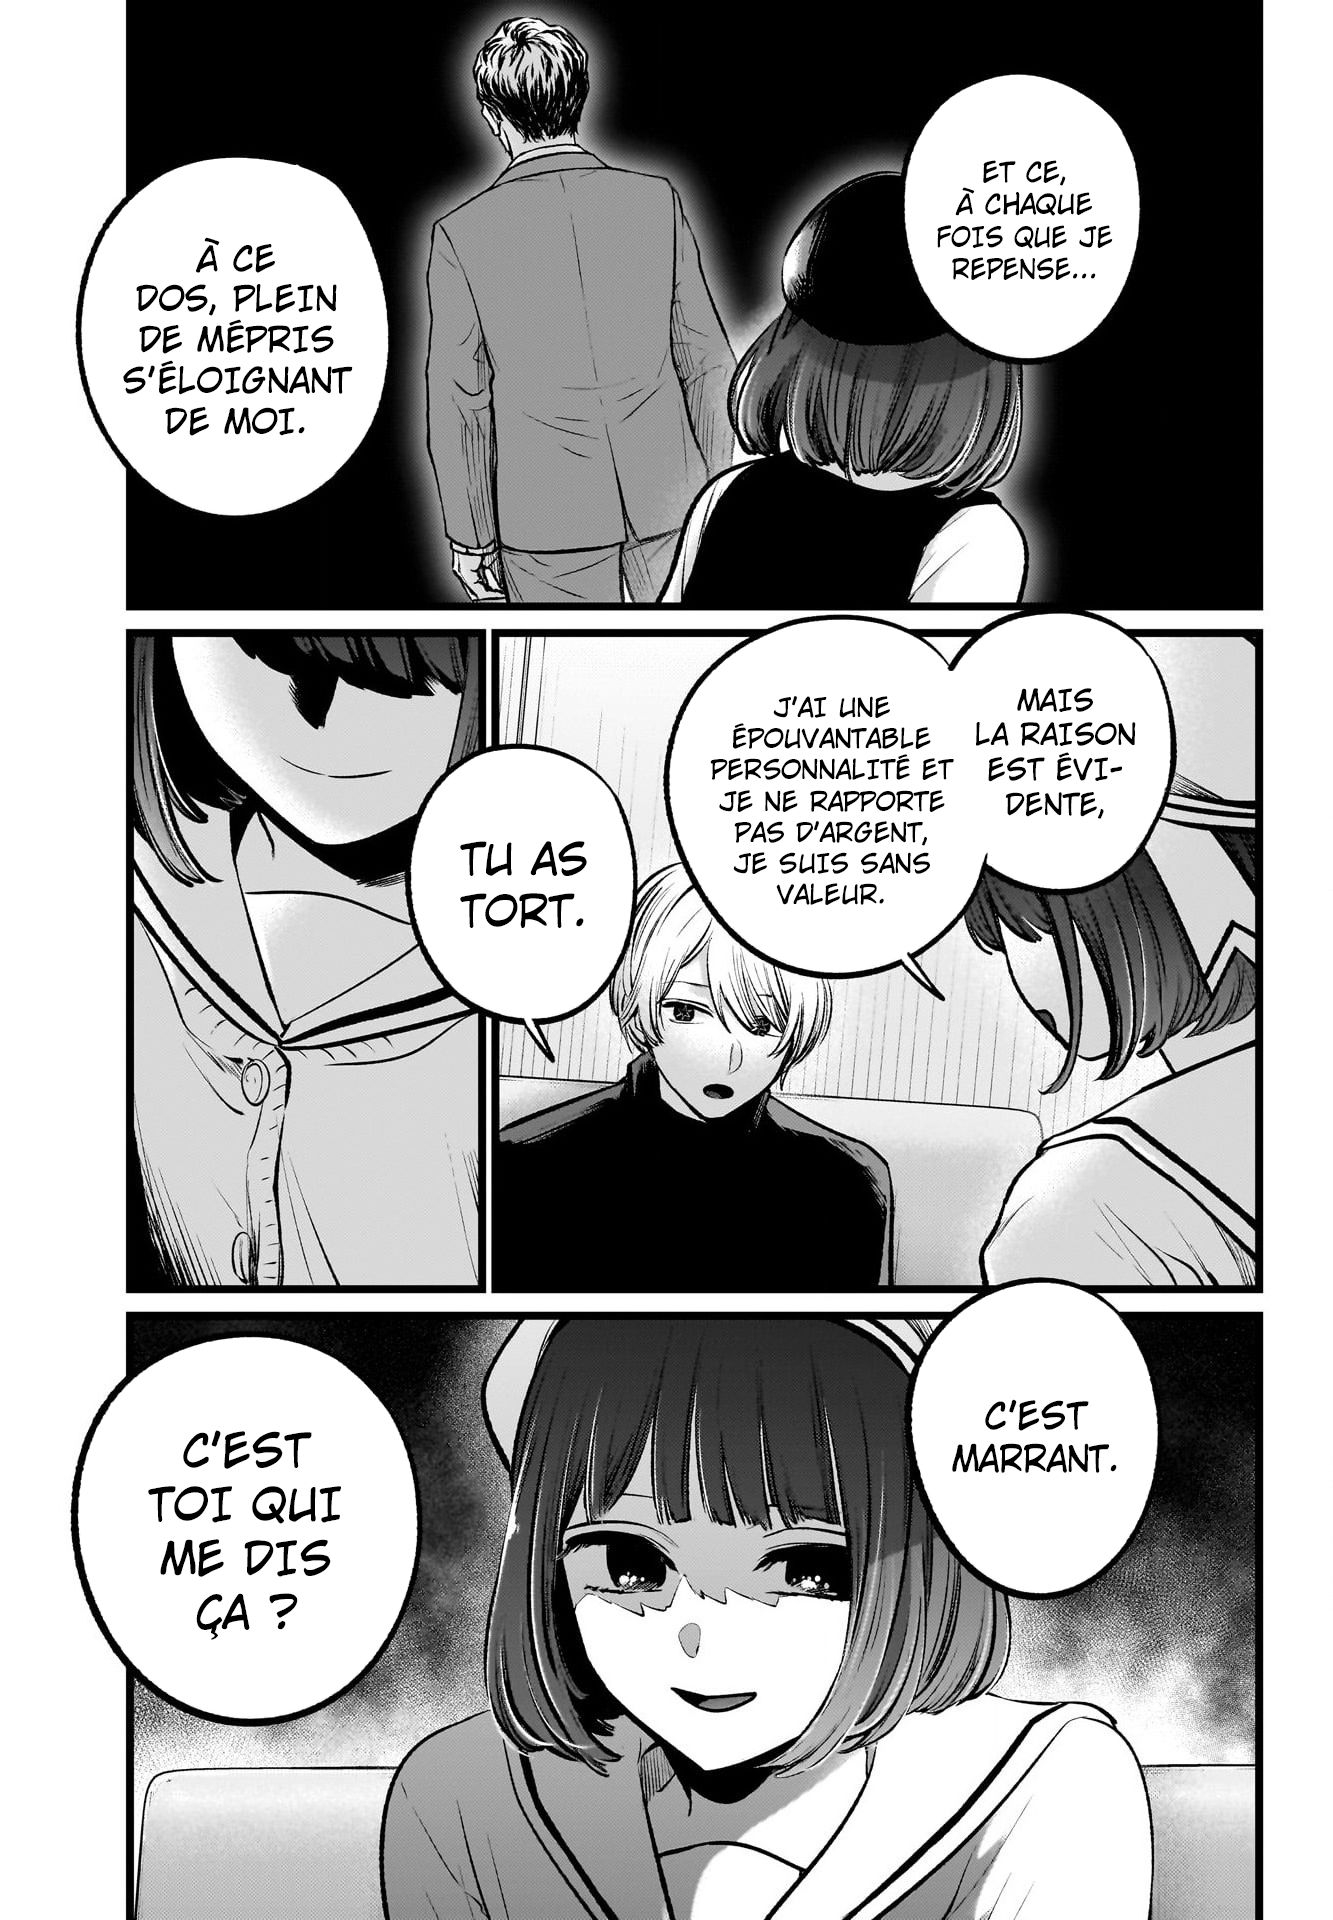 ET CE,
À CHAQUE
FOIS QUE JE
REPENSE...
À CE
DOS, PLEIN
DE MÉPRIS
S'ÉLOIGNANT
DE MOI.
MAIS
LA RAISON
EST ÉVI-
DENTE,
J'AI UNE
ÉPOUVANTABLE
PERSONNALITÉ ET
JE NE RAPPORTE
PAS D'ARGENT,
JE SUIS SANS
VALEUR.
TU AS
TORT.
C'EST
MARRANT.
C'EST
TOI QUI
ME DIS
ÇA ?